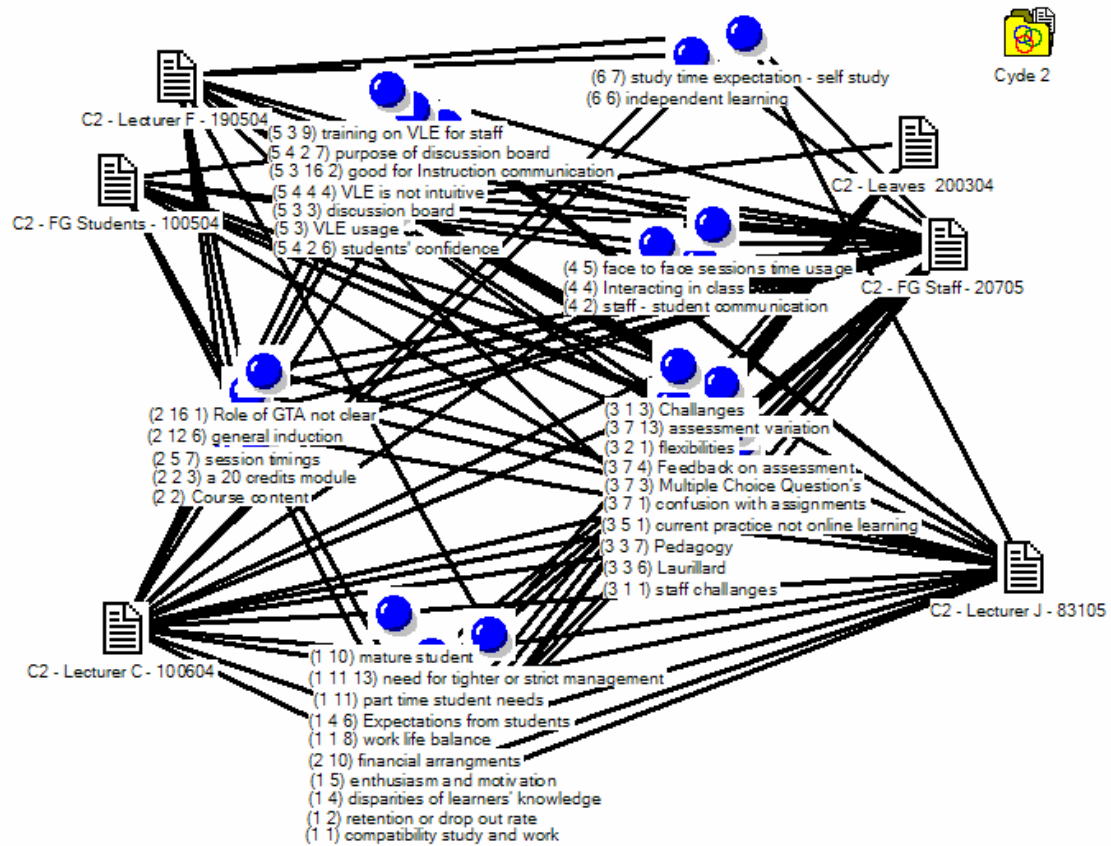 Cycle 2
(6 7) study time expectation - self study
(6 6) independent learning
C2 - Lecturer F - 190504
(5 3 9) training on VLE for staff
(5 4 2 7) purpose of discussion board
(5 3 16 2) good for Instruction communication
(5 4 4 4) VLE is not intuitive
(5 3 3) discussion board
(5 3) VLE usage
(5 4 2 6) students' confidence
C2 - Leaves 200304
C2 - FG Students - 100504
(4 5) face to face sessions time usage
(4 4) Interacting in class
(4 2) staff - student communication
C2 - FG Staff - 20705
(2 16 1) Role of GTA not clear
(2 12 6) general induction
(2 5 7) session timings
(2 2 3) a 20 credits module
(2 2) Course content
(3 1 3) Challanges
(3 7 13) assessment variation
(3 2 1) flexibilities
(3 7 4) Feedback on assessment
(3 7 3) Multiple Choice Question's
(3 7 1) confusion with assignments
(3 5 1) current practice not online learning
(3 3 7) Pedagogy
(3 3 6) Laurillard
(3 1 1) staff challenges
C2 - Lecturer J - 83105
C2 - Lecturer C - 100604
(1 10) mature student
(1 11 13) need for tighter or strict management
(1 11) part time student needs
(1 4 6) Expectations from students
(1 1 8) work life balance
(2 10) financial arrangments
(1 5) enthusiasm and motivation
(1 4) disparities of learners' knowledge
(1 2) retention or drop out rate
(1 1) compatibility study and work